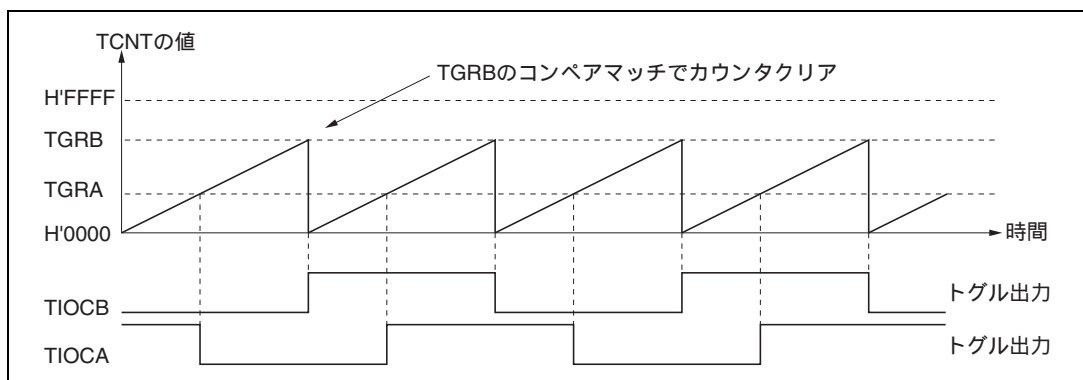 TCNTの値
TGRBのコンペアマッチでカウンタクリア
H'FFFF
TGRB
TGRA
H'0000
時間
TIOCB
トグル出力
TIOCA
トグル出力